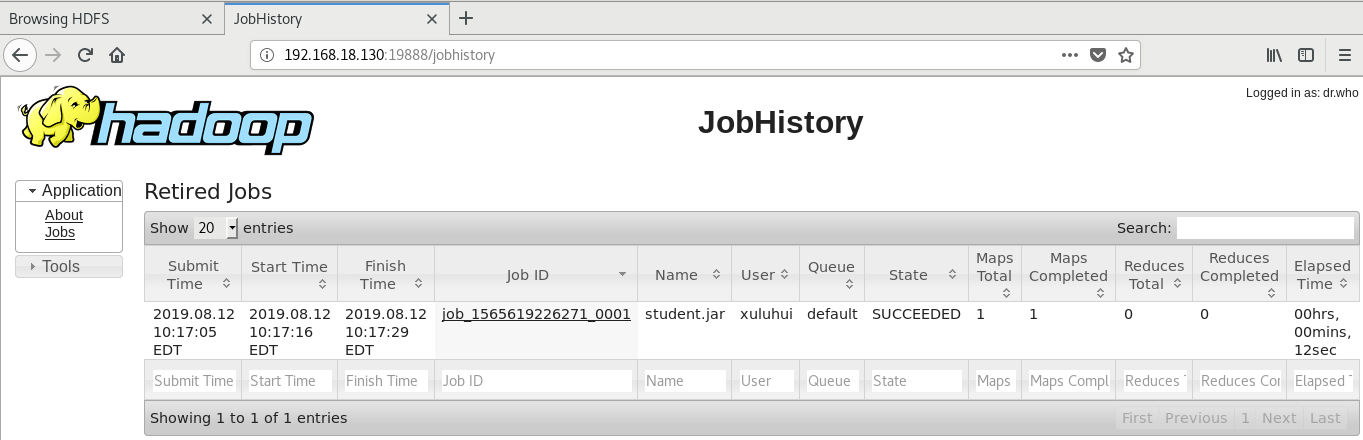 Browsing HDFS
JobHistory
192.168.18.130:19888/jobhistory
Logged in as: dr.who
hadoop
JobHistory
Application
About
Jobs
Tools
Retired Jobs
Show 20 entries
Search:
Submit Time
Start Time
Finish Time
Job ID
Name
User
Queue
State
Maps Total
Maps Completed
Reduces Total
Reduces Completed
Elapsed Time
2019.08.12 10:17:05 EDT
2019.08.12 10:17:16 EDT
2019.08.12 10:17:29 EDT
job_1565619226271_0001
student.jar
xuluhui
default
SUCCEEDED
1
1
0
0
00hrs, 00mins, 12sec
Submit Time
Start Time
Finish Time
Job ID
Name
User
Queue
State
Maps
Maps Compl
Reduces
Reduces Co
Elapsed
Showing 1 to 1 of 1 entries
First Previous 1 Next Last